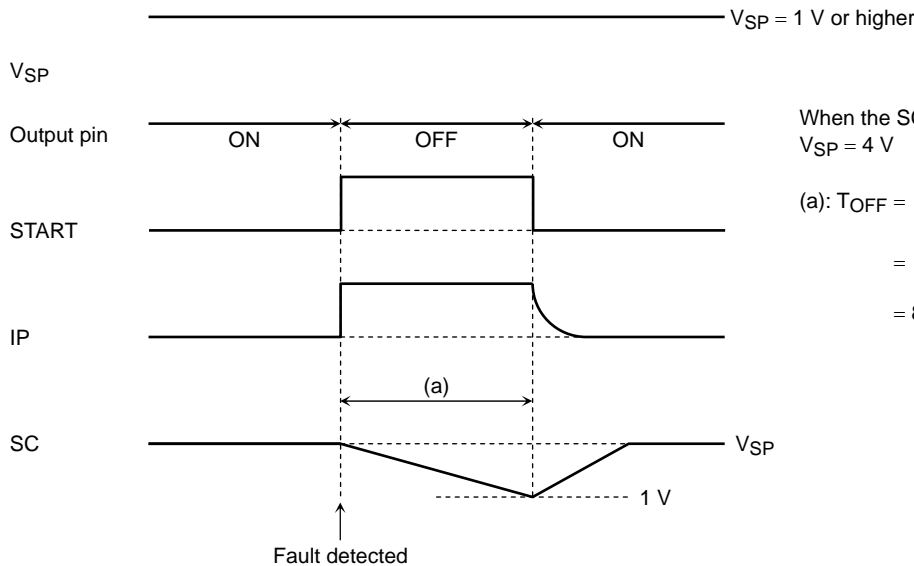 V_SP = 1 V or higher
V_SP
Output pin
ON
OFF
ON
When the SC
V_SP = 4 V
(a): T_OFF =
START
=
= 8
IP
(a)
SC
V_SP
1 V
Fault detected